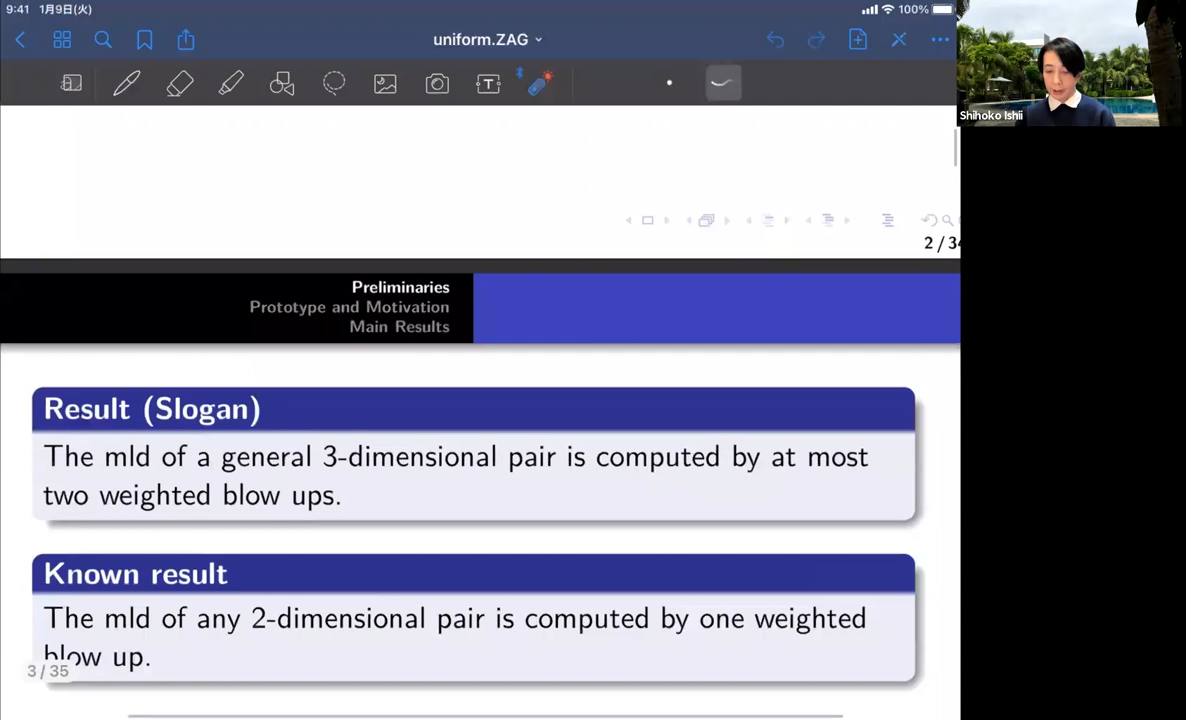 9:41 1月9日(火)
100%
uniform.ZAG
T
Shihoko Ishii
2 / 34
Preliminaries
Prototype and Motivation
Main Results
Result (Slogan)
The mld of a general 3-dimensional pair is computed by at most
two weighted blow ups.
Known result
The mld of any 2-dimensional pair is computed by one weighted
blow up.
3 / 35